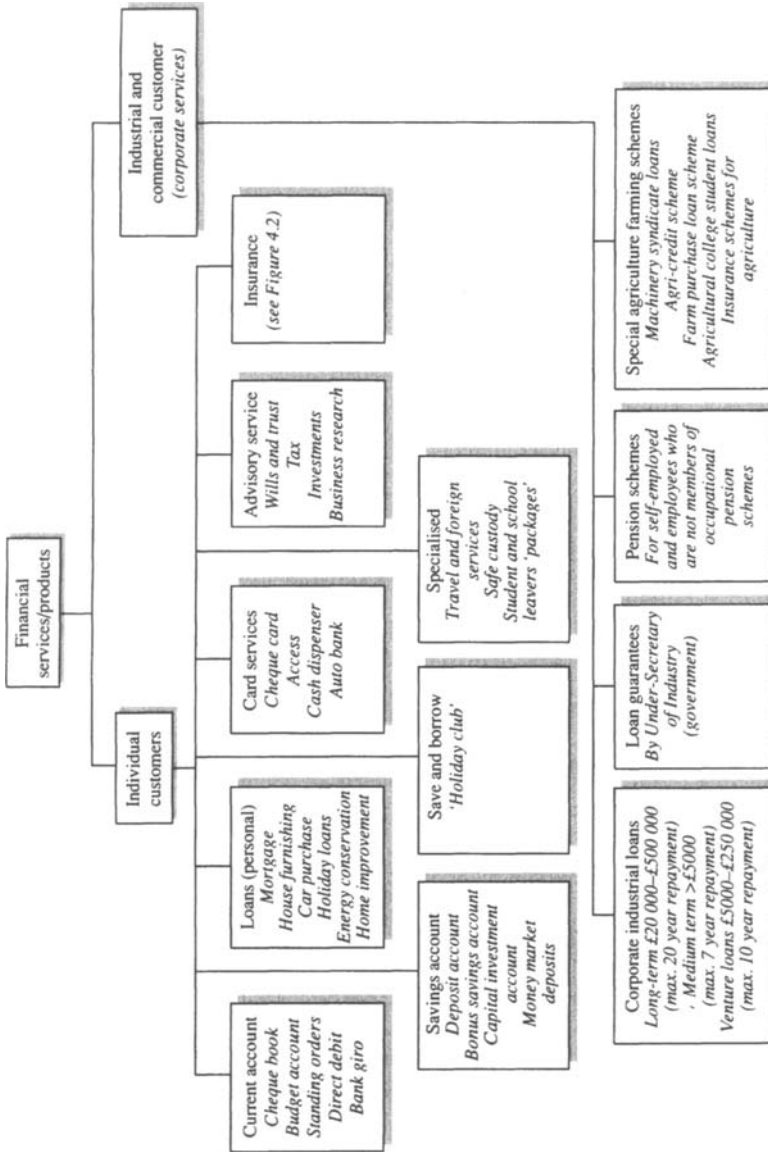 Financial
services/products
Individual
customers
Industrial and
commercial customer
(corporate services)
Current account
Cheque book
Budget account
Standing orders
Direct debit
Bank giro
Loans (personal)
Mortgage
House furnishing
Car purchase
Holiday loans
Energy conservation
Home improvement
Card services
Cheque card
Access
Cash dispenser
Auto bank
Advisory service
Wills and trust
Tax
Investments
Business research
Insurance
(see Figure 4.2)
Savings account
Deposit account
Bonus savings account
Capital investment
account
Money market
deposits
Save and borrow
'Holiday club'
Specialised
Travel and foreign
services
Safe custody
Student and school
leavers 'packages'
Corporate industrial loans
Long-term £20 000–£500 000
(max. 20 year repayment)
Medium term >£5000
(max. 7 year repayment)
Venture loans £5000–£250 000
(max. 10 year repayment)
Loan guarantees
By Under-Secretary
of Industry
(government)
Pension schemes
For self-employed
and employees who
are not members of
occupational
pension
schemes
Special agriculture farming schemes
Machinery syndicate loans
Agri-credit scheme
Farm purchase loan scheme
Agricultural college student loans
Insurance schemes for
agriculture